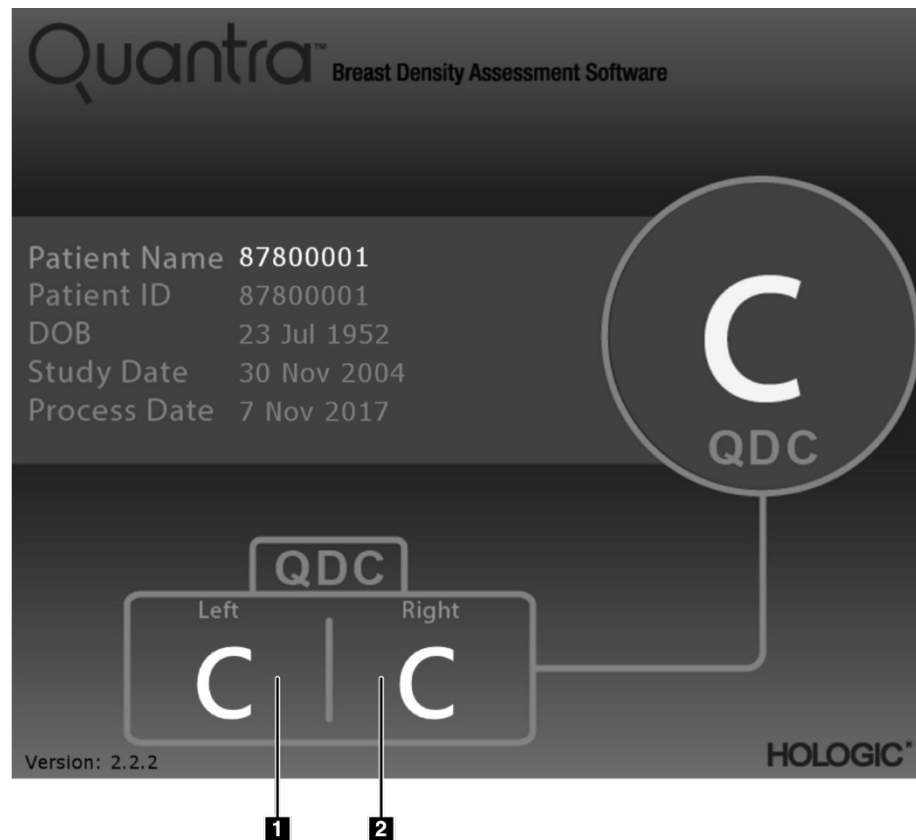 Quantra™ Breast Density Assessment Software
Patient Name 87800001
Patient ID 87800001
DOB 23 Jul 1952
Study Date 30 Nov 2004
Process Date 7 Nov 2017
C
QDC
QDC
Left Right
C C
Version: 2.2.2 HOLOGIC®
1 2